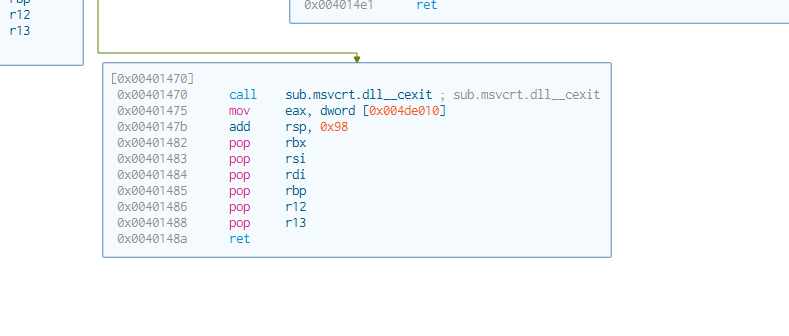 rbp
r12
r13
0x004014e1 ret
[0x00401470]
0x00401470 call sub.msvcrt.dll__cexit ; sub.msvcrt.dll__cexit
0x00401475 mov eax, dword [0x004de010]
0x0040147b add rsp, 0x98
0x00401482 pop rbx
0x00401483 pop rsi
0x00401484 pop rdi
0x00401485 pop rbp
0x00401486 pop r12
0x00401488 pop r13
0x0040148a ret